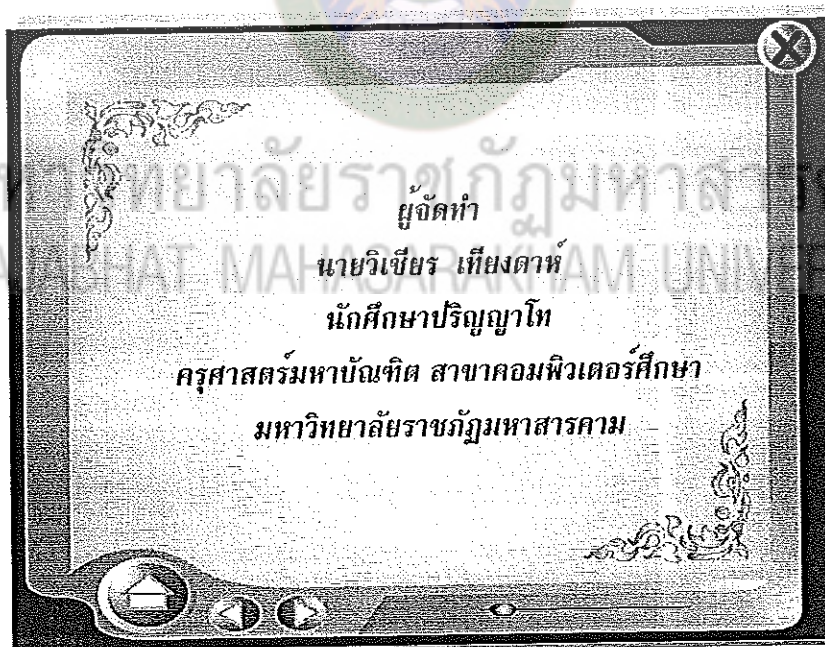 ผู้จัดทำ
นายวิเชียร เทียงดาห์
นักศึกษาปริญญาโท
ครุศาสตร์มหาบัณฑิต สาขาคอมพิวเตอร์ศึกษา
มหาวิทยาลัยราชภัฏมหาสารคาม